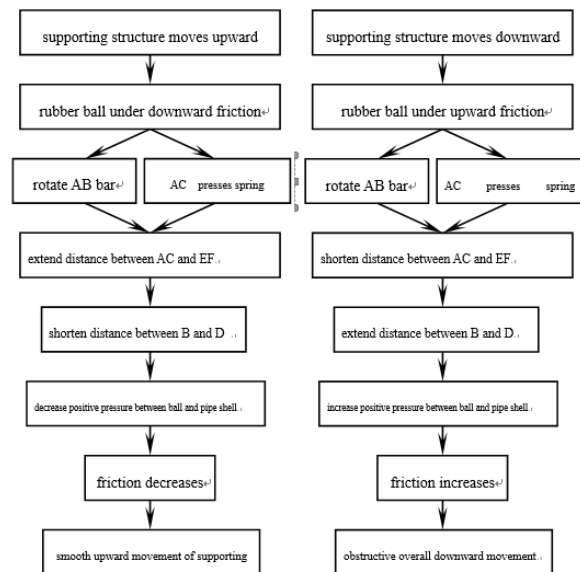 supporting structure moves upward
rubber ball under downward friction
rotate AB bar
AC presses spring
extend distance between AC and EF.
shorten distance between B and D .
decrease positive pressure between ball and pipe shell.
friction decreases
smooth upward movement of supporting
supporting structure moves downward
rubber ball under upward friction
rotate AB bar
AC presses spring
shorten distance between AC and EF.
extend distance between B and D.
increase positive pressure between ball and pipe shell.
friction increases
obstructive overall downward movement.